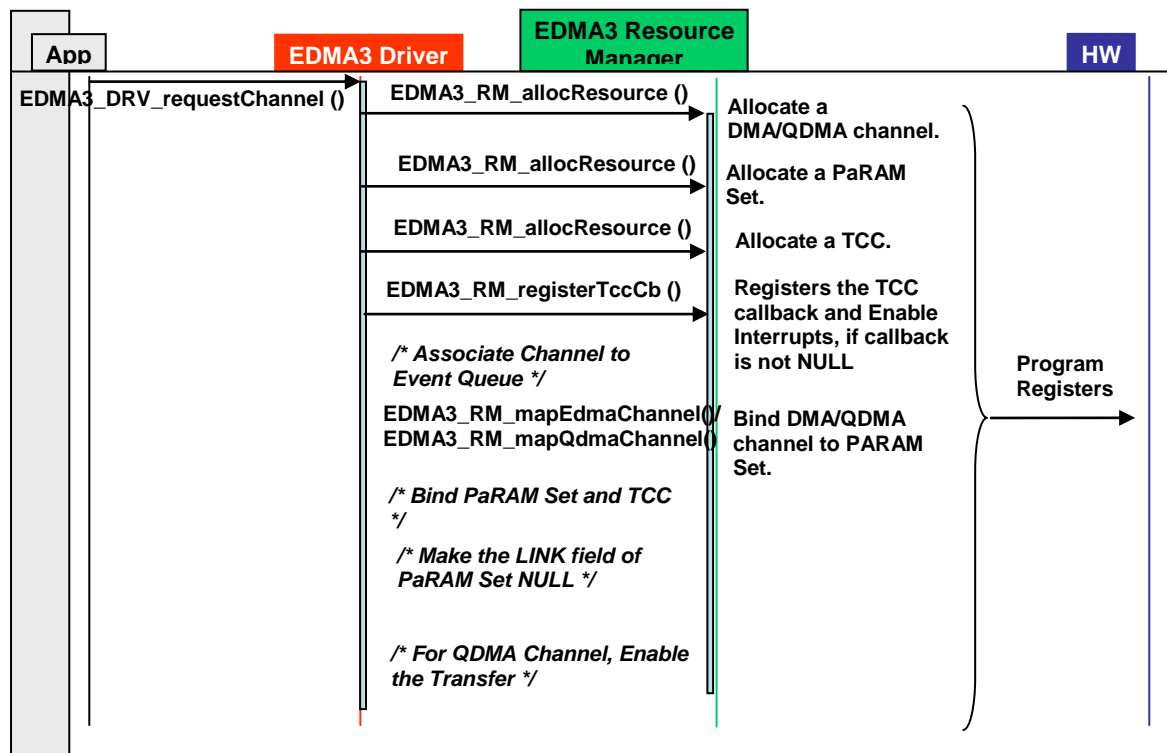 App
EDMA3 Driver
EDMA3 Resource
Manager
HW
EDMA3_DRV_requestChannel ()
EDMA3_RM_allocResource ()
Allocate a
DMA/QDMA channel.
EDMA3_RM_allocResource ()
Allocate a PaRAM
Set.
EDMA3_RM_allocResource ()
Allocate a TCC.
EDMA3_RM_registerTccCb ()
Registers the TCC
callback and Enable
Interrupts, if callback
is not NULL
/* Associate Channel to
Event Queue */
EDMA3_RM_mapEdmaChannel()/
EDMA3_RM_mapQdmaChannel()
Bind DMA/QDMA
channel to PARAM
Set.
Program
Registers
/* Bind PaRAM Set and TCC
*/
/* Make the LINK field of
PaRAM Set NULL */
/* For QDMA Channel, Enable
the Transfer */